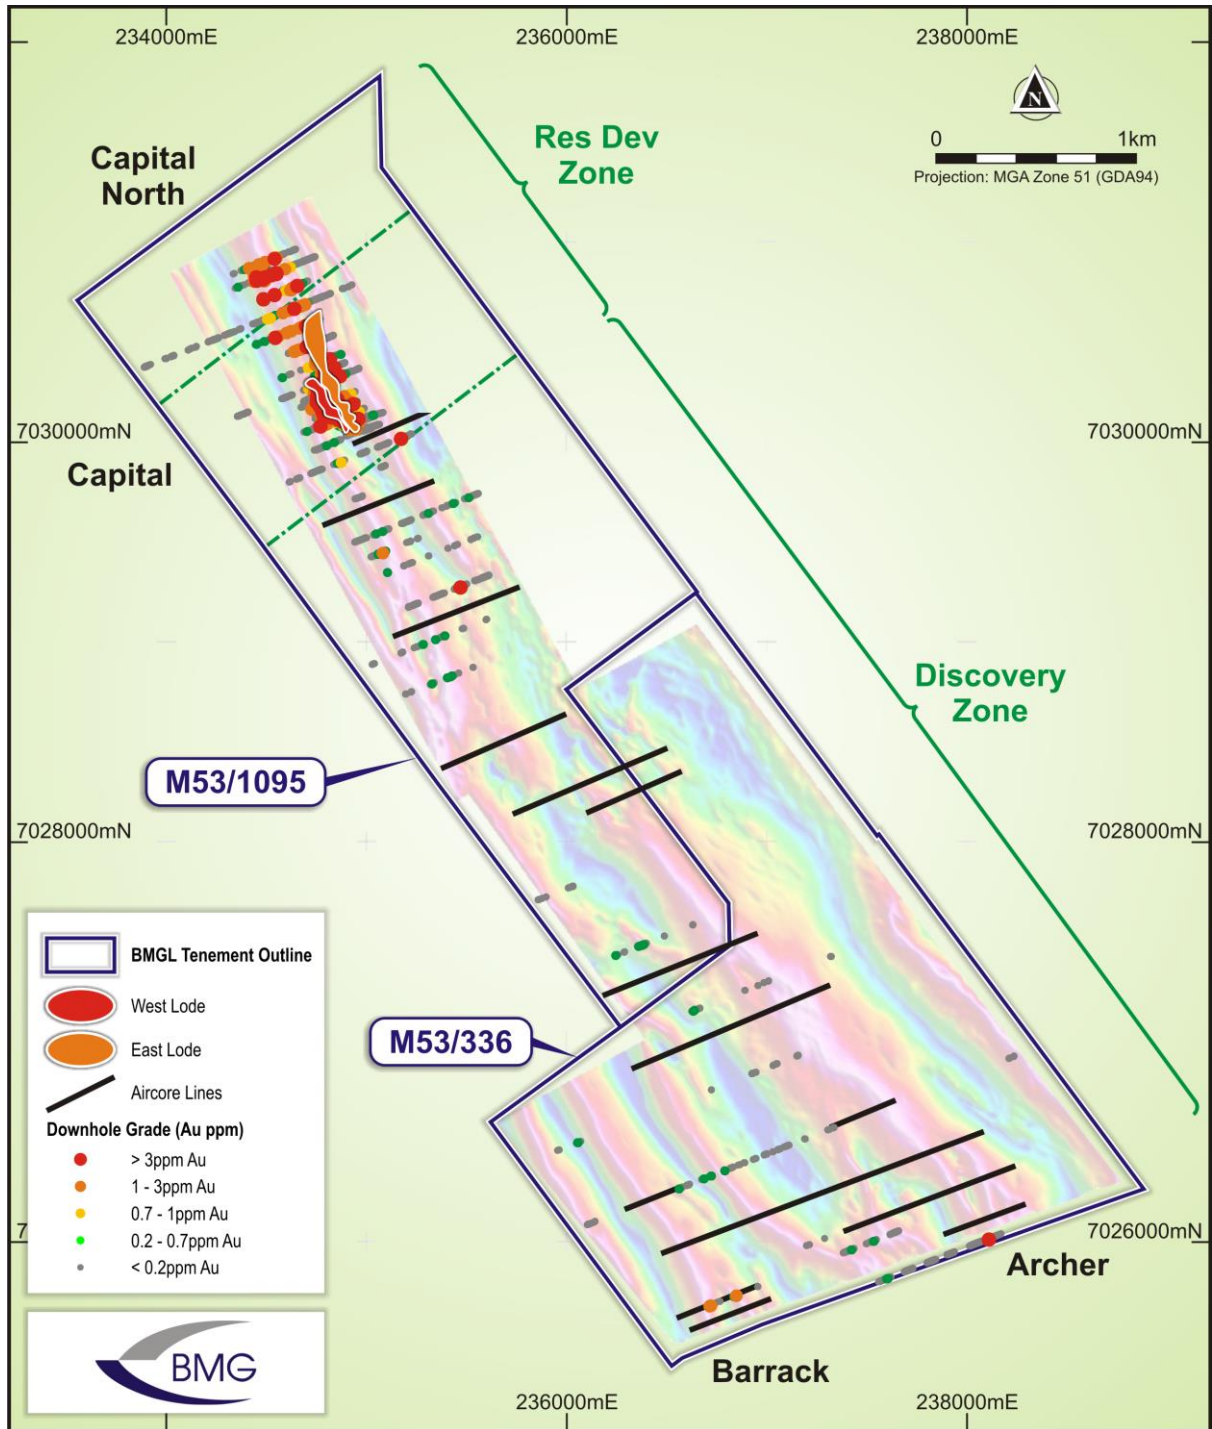 234000mE
236000mE
238000mE
N
0
1km
Projection: MGA Zone 51 (GDA94)
Capital
North
Res Dev
Zone
7030000mN
7030000mN
Capital
Discovery
Zone
M53/1095
7028000mN
7028000mN
M53/336
BMGL Tenement Outline
West Lode
East Lode
Aircore Lines
Downhole Grade (Au ppm)
> 3ppm Au
1 - 3ppm Au
0.7 - 1ppm Au
0.2 - 0.7ppm Au
< 0.2ppm Au
7
7026000mN
Archer
Barrack
BMG
236000mE
238000mE